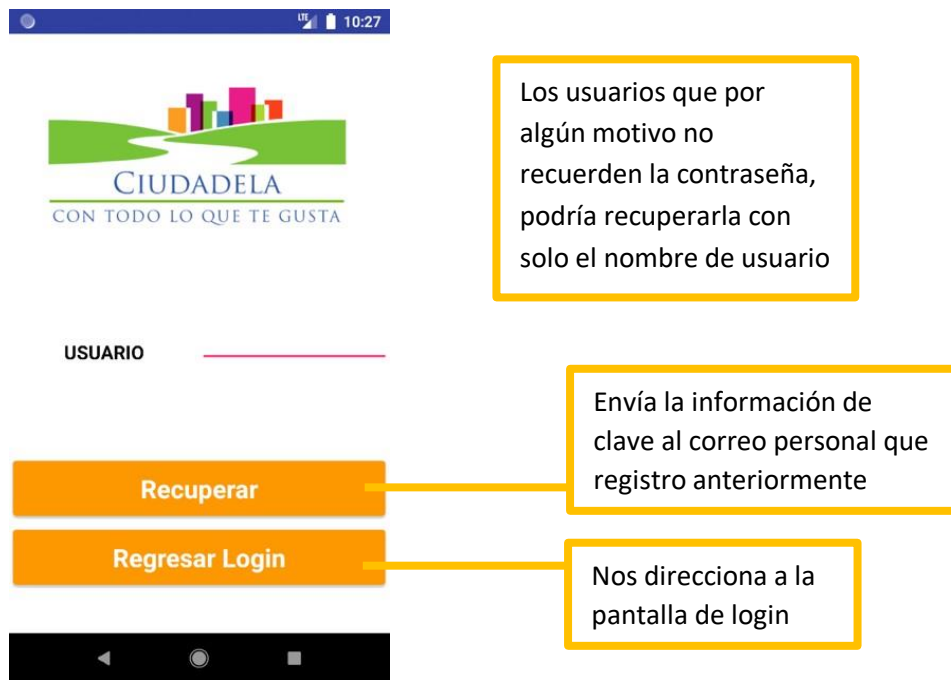 LTE 10:27
CIUDADELA
CON TODO LO QUE TE GUSTA
USUARIO
Recuperar
Regresar Login
Los usuarios que por
algún motivo no
recuerden la contraseña,
podría recuperarla con
solo el nombre de usuario
Envía la información de
clave al correo personal que
registro anteriormente
Nos direcciona a la
pantalla de login